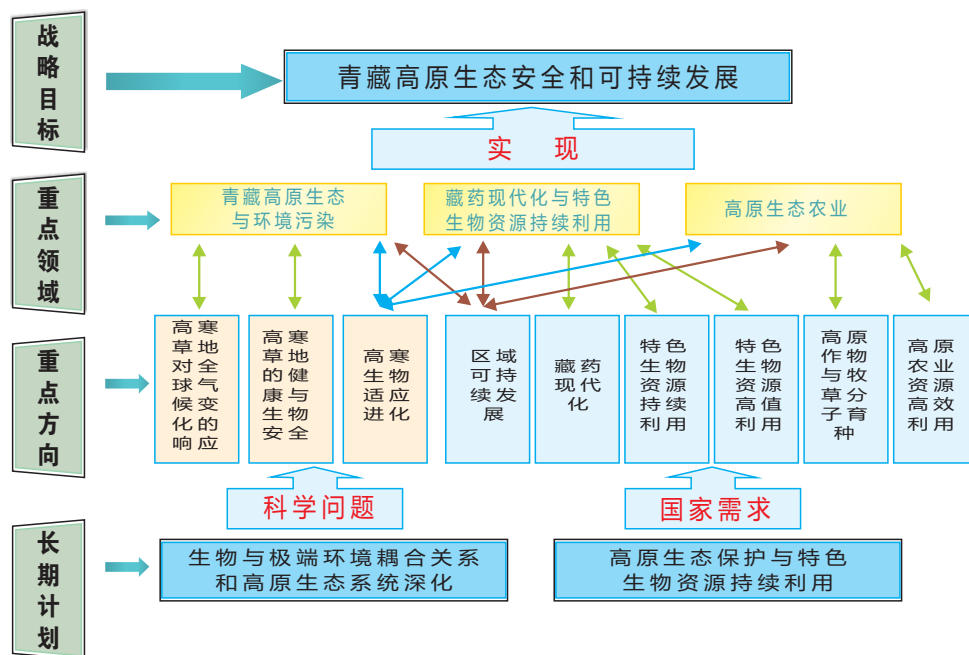 战略目标
青藏高原生态安全和可持续发展
实 现
重点领域
青藏高原生态
与环境污染
藏药现代化与特色
生物资源持续利用
高原生态农业
重点方向
高寒
草地
对全
球气
候变
化的
响应
高寒
草地
的健
康与
生物
安全
高寒
生物
适应
进化
区域
可持
续发
展
藏药
现代
化
特色
生物
资源
持续
利用
特色
生物
资源
高值
利用
高原
作物
与牧
草分
子育
种
高原
农业
资源
高效
利用
科学问题
国家需求
长期计划
生物与极端环境耦合关系
和高原生态系统深化
高原生态保护与特色
生物资源持续利用